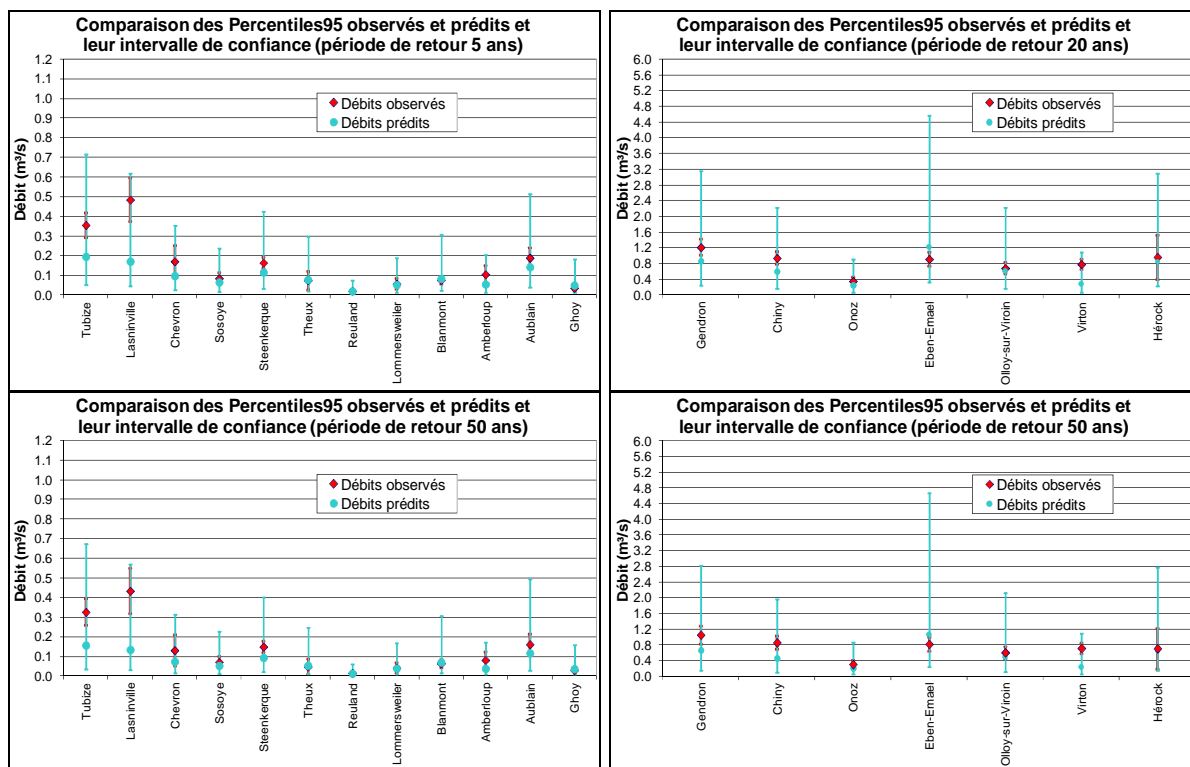 Comparaison des Percentiles95 observés et prédits et
leur intervalle de confiance (période de retour 5 ans)
Débit (m³/s)
1.2
1.1
1.0
0.9
0.8
0.7
0.6
0.5
0.4
0.3
0.2
0.1
0.0
Débits observés
Débits prédits
Tubize
Lasninville
Chevron
Sosoye
Steenkerque
Theux
Reuland
Lommersweiler
Blanmont
Amberloup
Aublain
Ghoy
Comparaison des Percentiles95 observés et prédits et
leur intervalle de confiance (période de retour 20 ans)
Débit (m³/s)
6.0
5.6
5.2
4.8
4.4
4.0
3.6
3.2
2.8
2.4
2.0
1.6
1.2
0.8
0.4
0.0
Débits observés
Débits prédits
Gendron
Chiny
Onoz
Eben-Emael
Olloy-sur-Viroin
Virton
Hérock
Comparaison des Percentiles95 observés et prédits et
leur intervalle de confiance (période de retour 50 ans)
Débit (m³/s)
1.2
1.1
1.0
0.9
0.8
0.7
0.6
0.5
0.4
0.3
0.2
0.1
0.0
Débits observés
Débits prédits
Tubize
Lasninville
Chevron
Sosoye
Steenkerque
Theux
Reuland
Lommersweiler
Blanmont
Amberloup
Aublain
Ghoy
Comparaison des Percentiles95 observés et prédits et
leur intervalle de confiance (période de retour 50 ans)
Débit (m³/s)
6.0
5.6
5.2
4.8
4.4
4.0
3.6
3.2
2.8
2.4
2.0
1.6
1.2
0.8
0.4
0.0
Débits observés
Débits prédits
Gendron
Chiny
Onoz
Eben-Emael
Olloy-sur-Viroin
Virton
Hérock